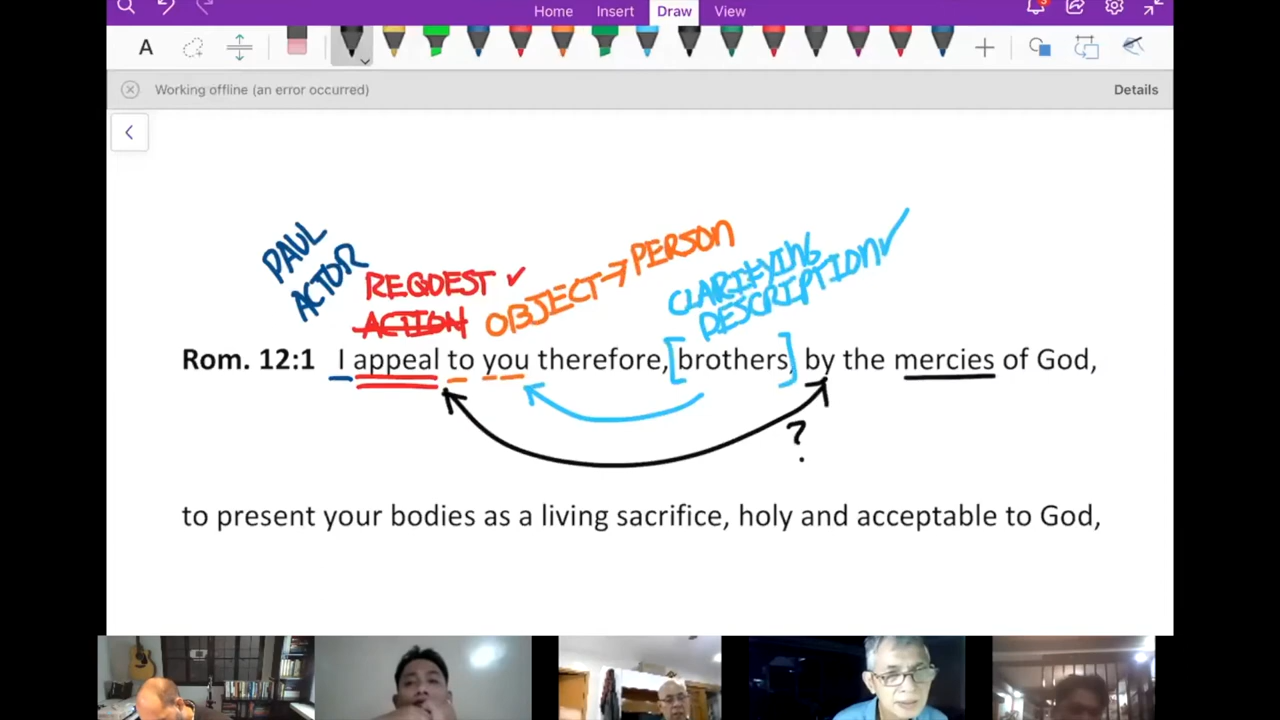 Home Insert Draw View
A
Working offline (an error occurred) Details
PAUL
ACTOR
REQUEST ✓
ACTION
OBJECT → PERSON
CLARIFYING
DESCRIPTION ✓
Rom. 12:1 I appeal to you therefore, [brothers,] by the mercies of God,
?
to present your bodies as a living sacrifice, holy and acceptable to God,